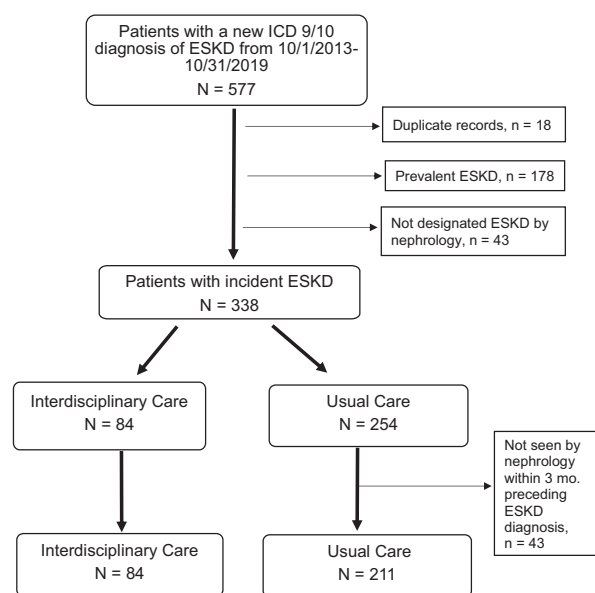 Patients with a new ICD 9/10
diagnosis of ESKD from 10/1/2013-
10/31/2019
N = 577
Duplicate records, n = 18
Prevalent ESKD, n = 178
Not designated ESKD by
nephrology, n = 43
Patients with incident ESKD
N = 338
Interdisciplinary Care
N = 84
Usual Care
N = 254
Not seen by
nephrology
within 3 mo.
preceding
ESKD
diagnosis,
n = 43
Interdisciplinary Care
N = 84
Usual Care
N = 211